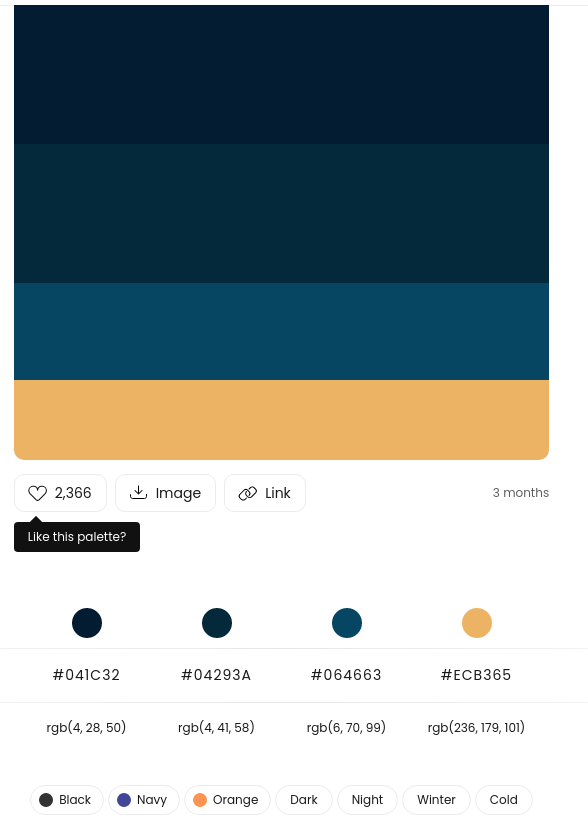 2,366 Image Link 3 months
Like this palette?
#041C32 #04293A #064663 #ECB365
rgb(4, 28, 50) rgb(4, 41, 58) rgb(6, 70, 99) rgb(236, 179, 101)
Black Navy Orange Dark Night Winter Cold